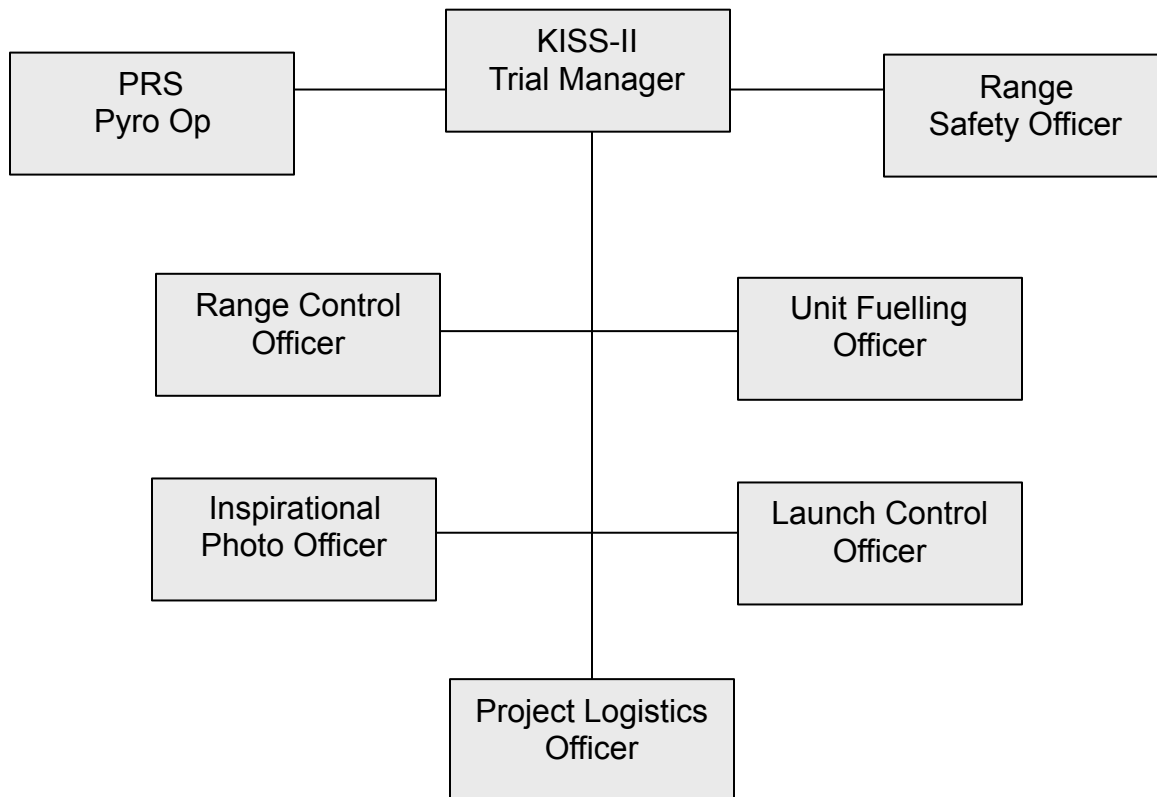 KISS-II
Trial Manager
PRS
Pyro Op
Range
Safety Officer
Range Control
Officer
Unit Fuelling
Officer
Inspirational
Photo Officer
Launch Control
Officer
Project Logistics
Officer